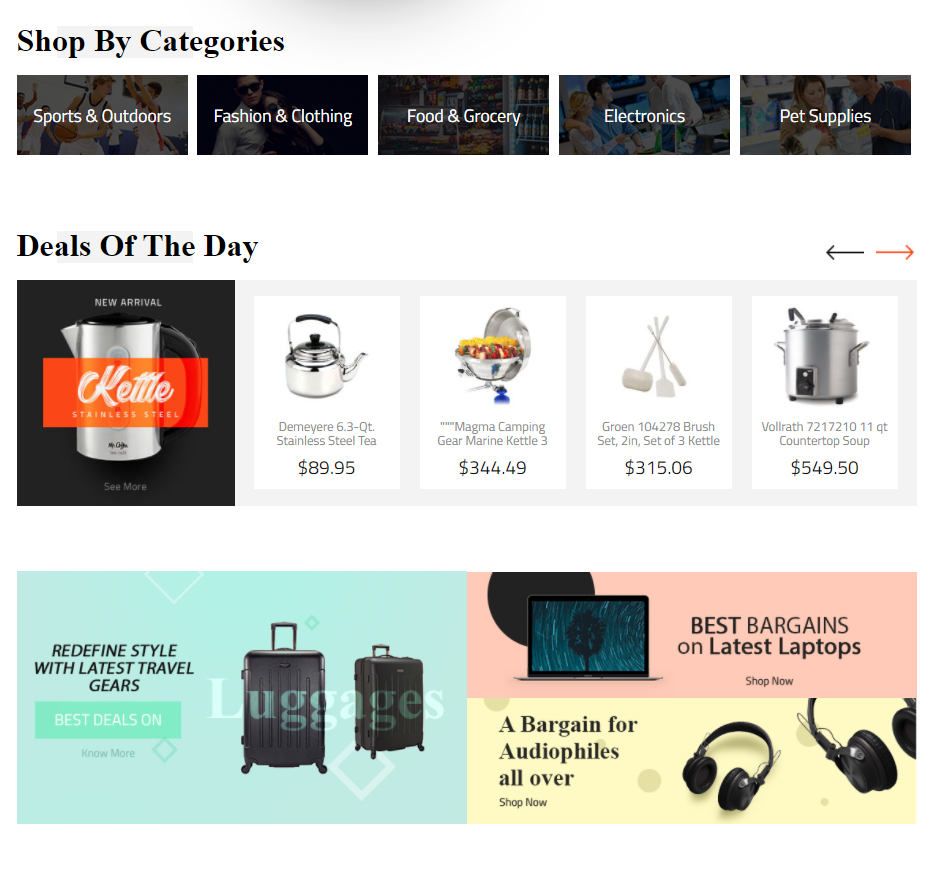 Shop By Categories
Sports & Outdoors
Fashion & Clothing
Food & Grocery
Electronics
Pet Supplies
Deals Of The Day
NEW ARRIVAL
Kettle
STAINLESS STEEL
Mr. Coffee
See More
Demeyere 6.3-Qt.
Stainless Steel Tea
$89.95
"""Magma Camping
Gear Marine Kettle 3
$344.49
Groen 104278 Brush
Set, 2in, Set of 3 Kettle
$315.06
Vollrath 7217210 11 qt
Countertop Soup
$549.50
REDEFINE STYLE
WITH LATEST TRAVEL
GEARS
BEST DEALS ON
Know More
Luggages
BEST BARGAINS
on Latest Laptops
Shop Now
A Bargain for
Audiophiles
all over
Shop Now